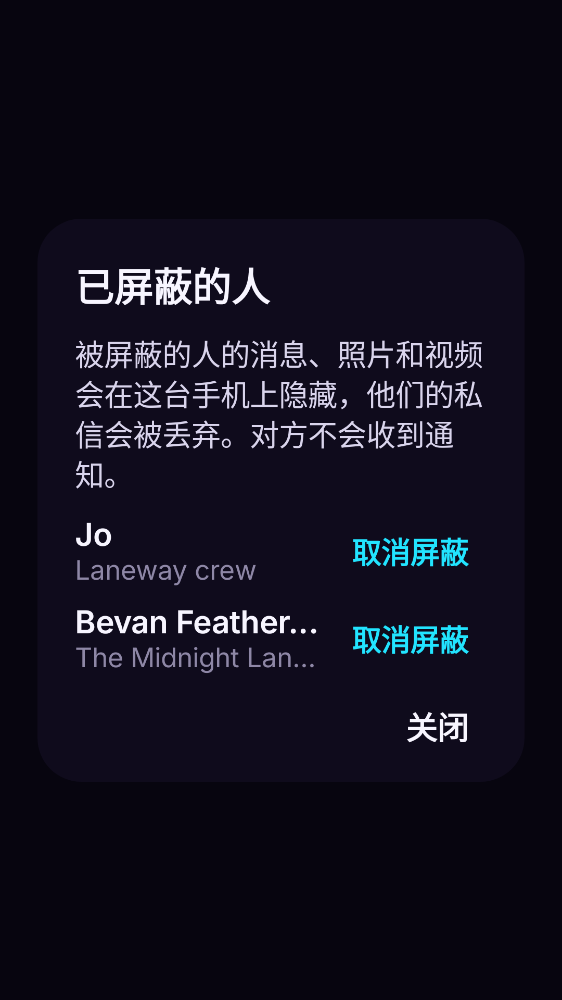 已屏蔽的人
被屏蔽的人的消息、照片和视频
会在这台手机上隐藏，他们的私
信会被丢弃。对方不会收到通
知。
Jo
Laneway crew
取消屏蔽
Bevan Feather...
The Midnight Lan...
取消屏蔽
关闭